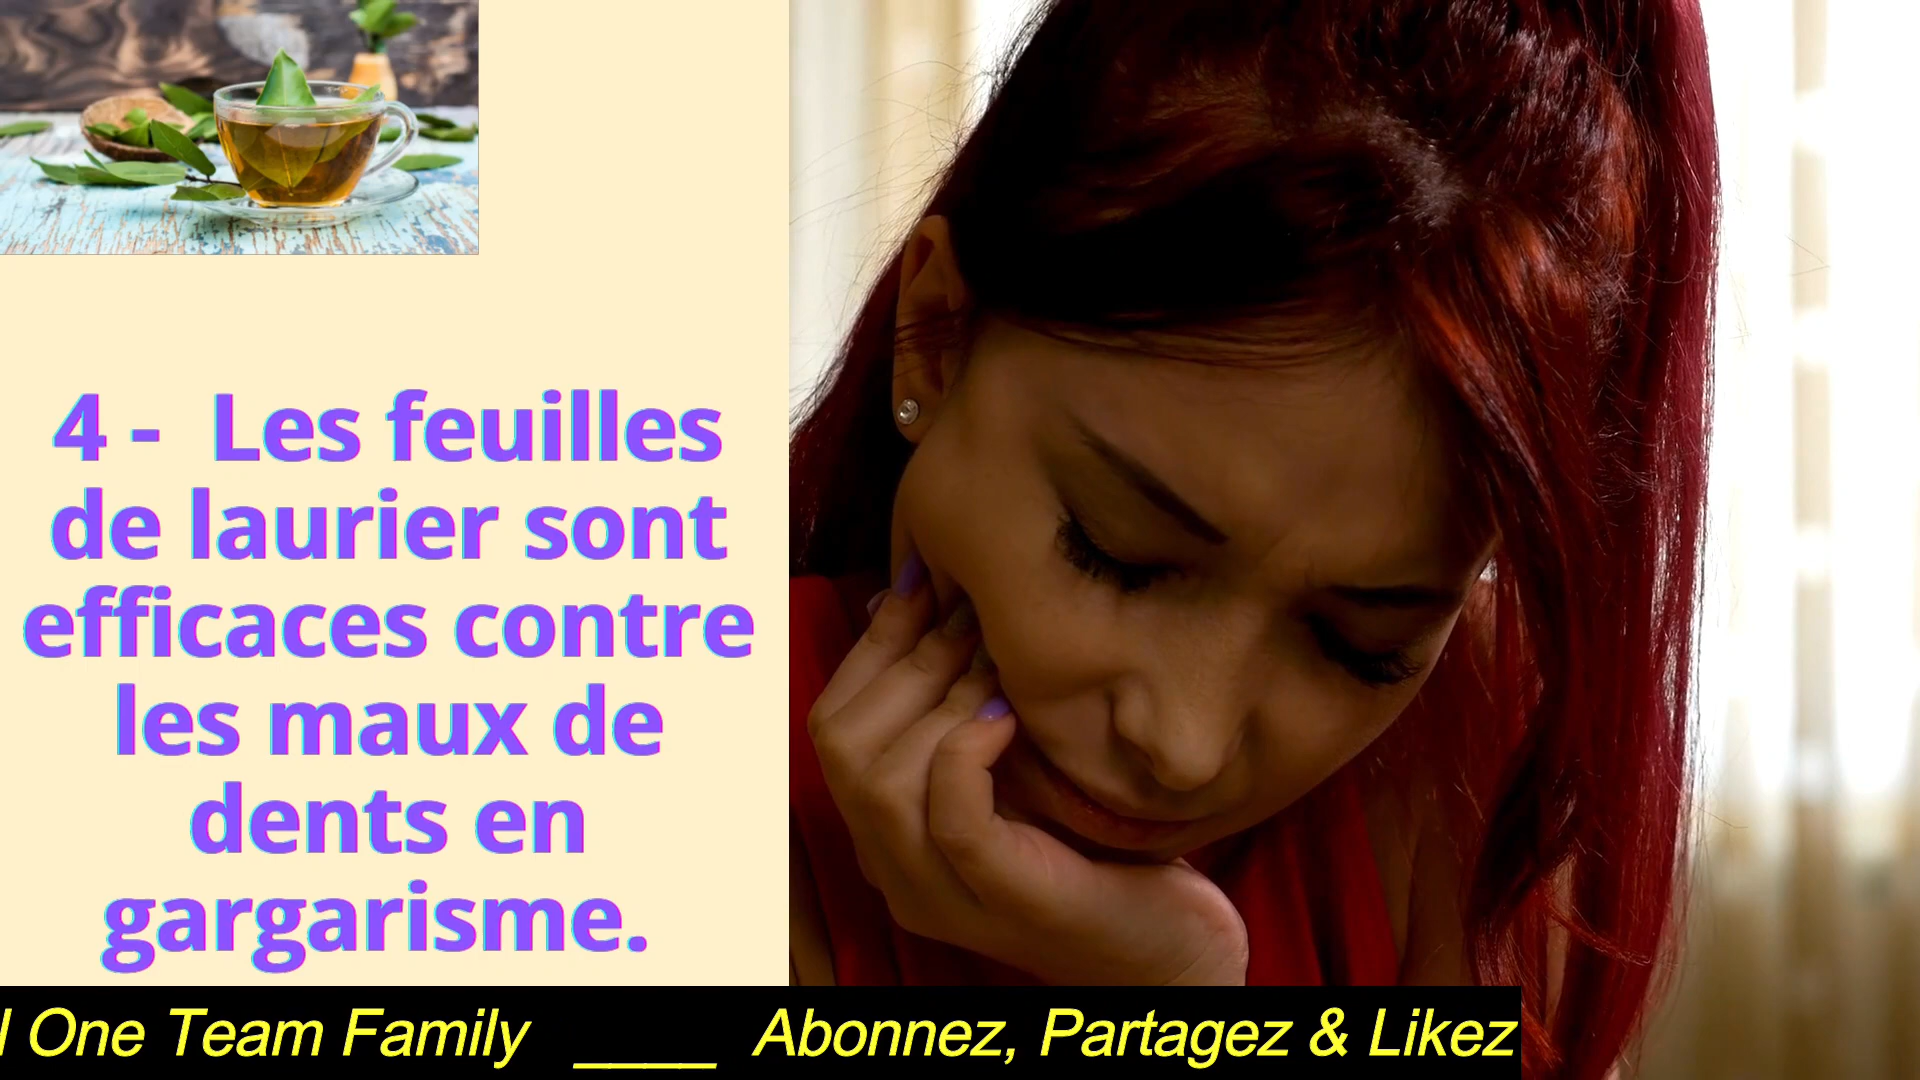 4 - Les feuilles
de laurier sont
efficaces contre
les maux de
dents en
gargarisme.
One Team Family ____ Abonnez, Partagez & Likez